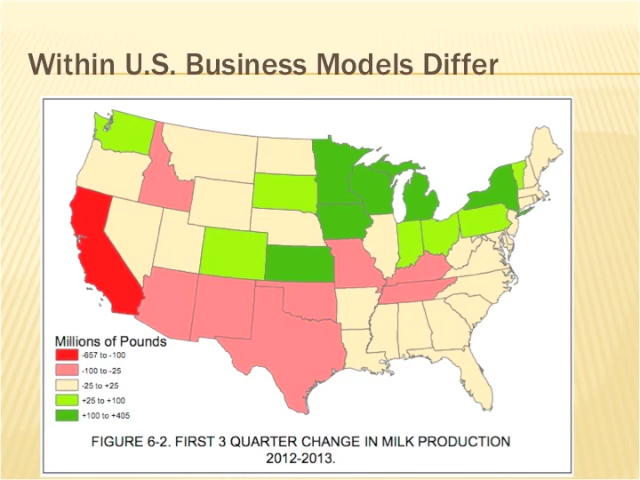 Within U.S. Business Models Differ
Millions of Pounds
-657 to -100
-100 to -25
-25 to +25
+25 to +100
+100 to +405
FIGURE 6-2. FIRST 3 QUARTER CHANGE IN MILK PRODUCTION
2012-2013.